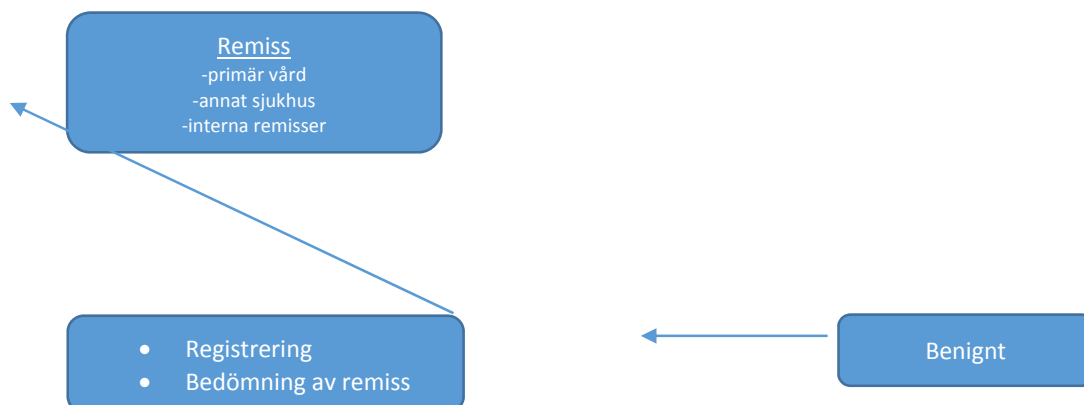 Remiss
-primär vård
-annat sjukhus
-interna remisser
• Registrering
• Bedömning av remiss
Benignt